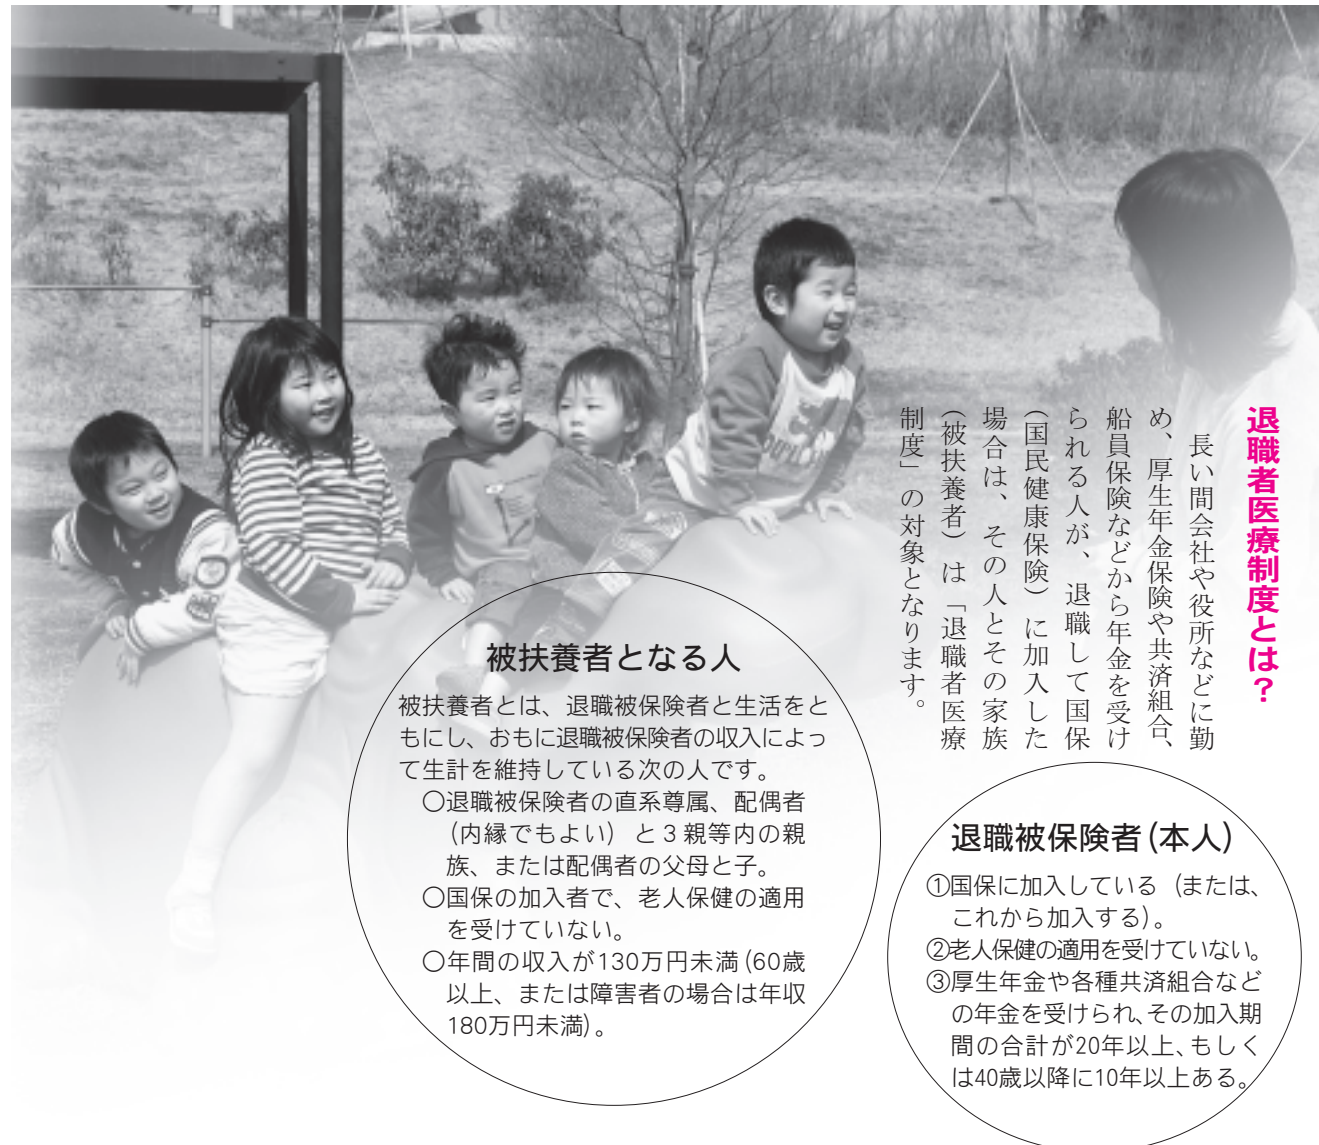 退職者医療制度とは？
長い間会社や役所などに勤
め、厚生年金保険や共済組合、
船員保険などから年金を受け
られる人が、退職して国保
（国民健康保険）に加入した
場合は、その人とその家族
（被扶養者）は「退職者医療
制度」の対象となります。
退職被保険者（本人）
①国保に加入している（または、
これから加入する）。
②老人保健の適用を受けていない。
③厚生年金や各種共済組合など
の年金を受けられ、その加入期
間の合計が20年以上、もしく
は40歳以降に10年以上ある。
被扶養者となる人
被扶養者とは、退職被保険者と生活をと
もにし、おもに退職被保険者の収入によっ
て生計を維持している次の人です。
○退職被保険者の直系尊属、配偶者
（内縁でもよい）と３親等内の親
族、または配偶者の父母と子。
○国保の加入者で、老人保健の適用
を受けていない。
○年間の収入が130万円未満（60歳
以上、または障害者の場合は年収
180万円未満）。